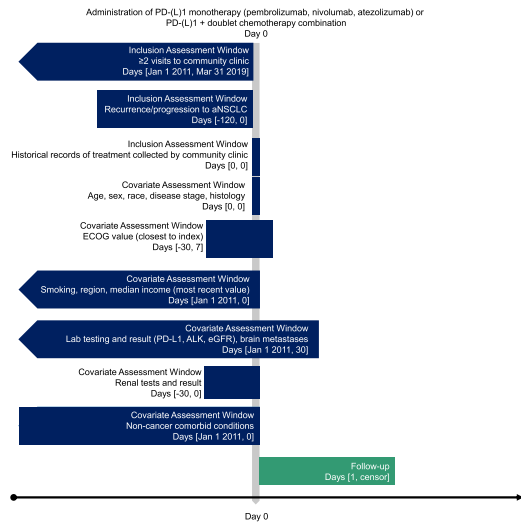 Administration of PD-(L)1 monotherapy (pembrolizumab, nivolumab, atezolizumab) or
PD-(L)1 + doublet chemotherapy combination
Day 0
Inclusion Assessment Window
≥2 visits to community clinic
Days [Jan 1 2011, Mar 31 2019]
Inclusion Assessment Window
Recurrence/progression to aNSCLC
Days [-120, 0]
Inclusion Assessment Window
Historical records of treatment collected by community clinic
Days [0, 0]
Covariate Assessment Window
Age, sex, race, disease stage, histology
Days [0, 0]
Covariate Assessment Window
ECOG value (closest to index)
Days [-30, 7]
Covariate Assessment Window
Smoking, region, median income (most recent value)
Days [Jan 1 2011, 0]
Covariate Assessment Window
Lab testing and result (PD-L1, ALK, eGFR), brain metastases
Days [Jan 1 2011, 30]
Covariate Assessment Window
Renal tests and result
Days [-30, 0]
Covariate Assessment Window
Non-cancer comorbid conditions
Days [Jan 1 2011, 0]
Follow-up
Days [1, censor]
Day 0